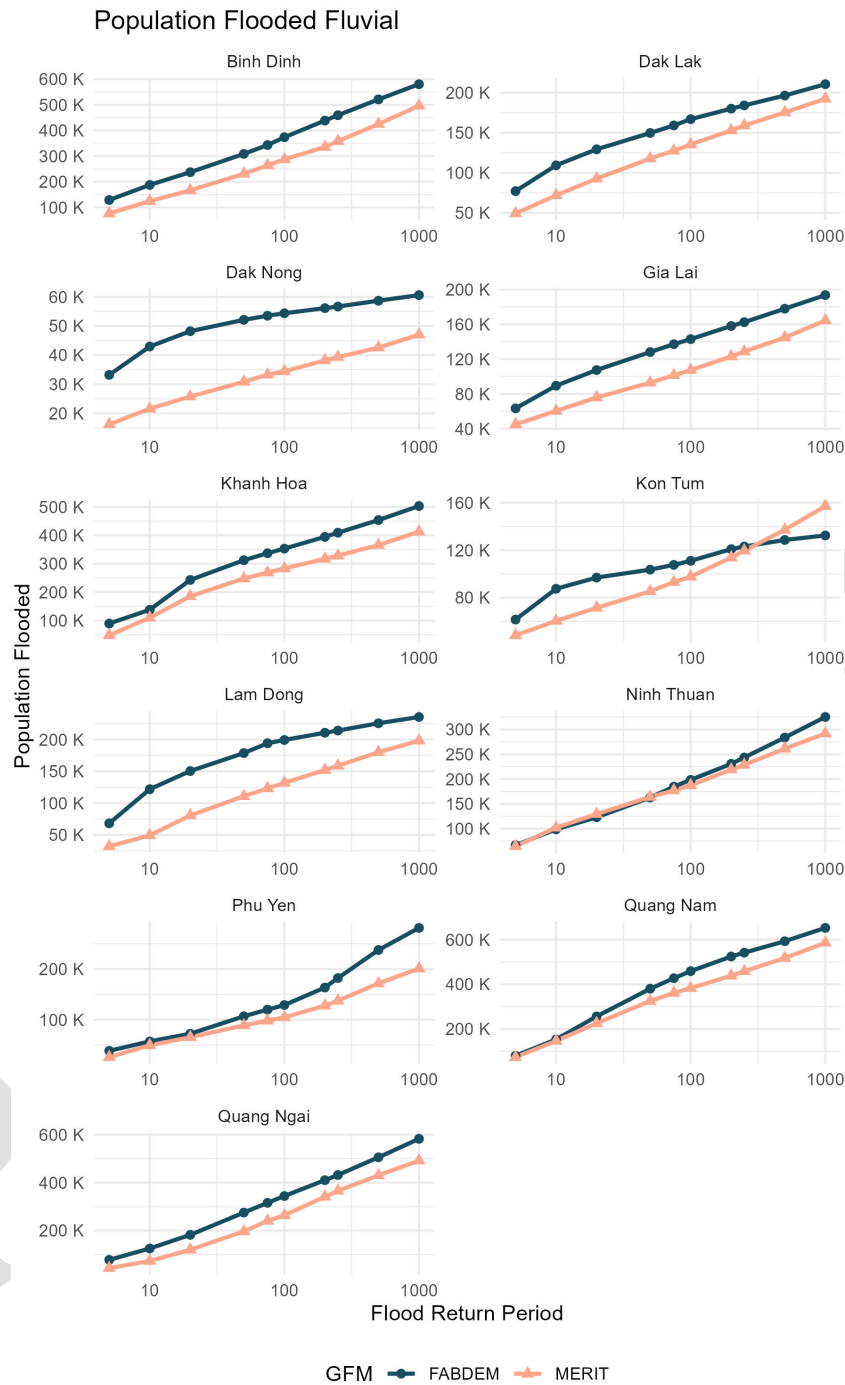 Population Flooded Fluvial
Binh Dinh
600 K
500 K
400 K
300 K
200 K
100 K
10 100 1000
Dak Lak
200 K
150 K
100 K
50 K
10 100 1000
Dak Nong
60 K
50 K
40 K
30 K
20 K
10 100 1000
Gia Lai
200 K
160 K
120 K
80 K
40 K
10 100 1000
Khanh Hoa
500 K
400 K
300 K
200 K
100 K
10 100 1000
Kon Tum
160 K
120 K
80 K
10 100 1000
Population Flooded
Lam Dong
200 K
150 K
100 K
50 K
10 100 1000
Ninh Thuan
300 K
250 K
200 K
150 K
100 K
10 100 1000
Phu Yen
200 K
100 K
10 100 1000
Quang Nam
600 K
400 K
200 K
10 100 1000
Quang Ngai
600 K
400 K
200 K
10 100 1000
Flood Return Period
GFM FABDEM MERIT